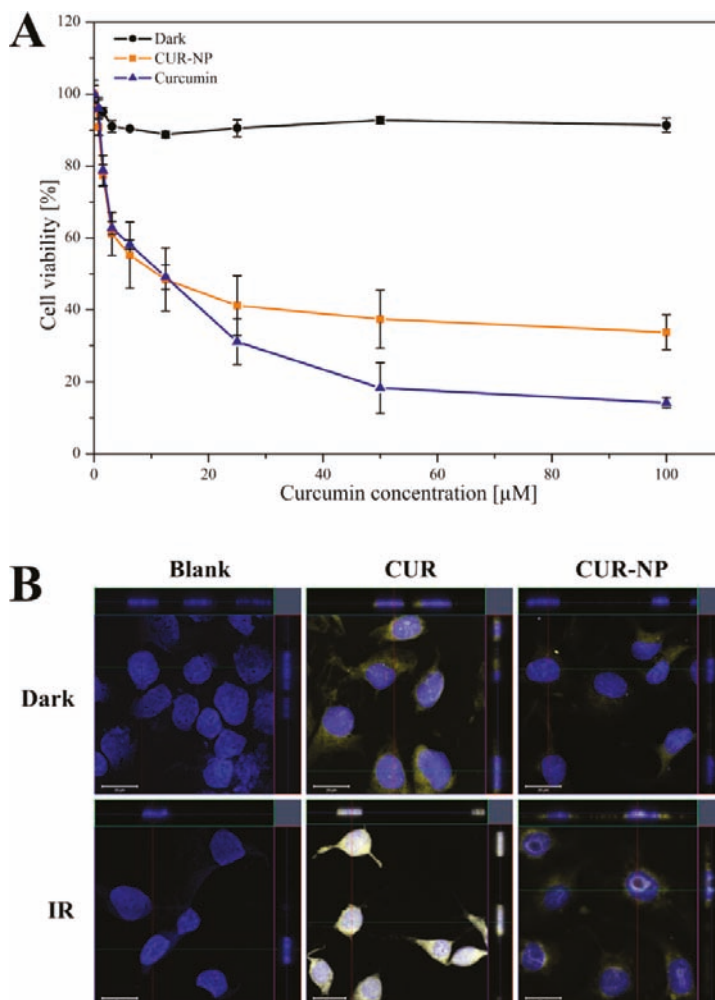 A
120
100
80
60
40
20
0
Cell viability [%]
Dark
CUR-NP
Curcumin
0 20 40 60 80 100
Curcumin concentration [µM]
B
Blank CUR CUR-NP
Dark
IR